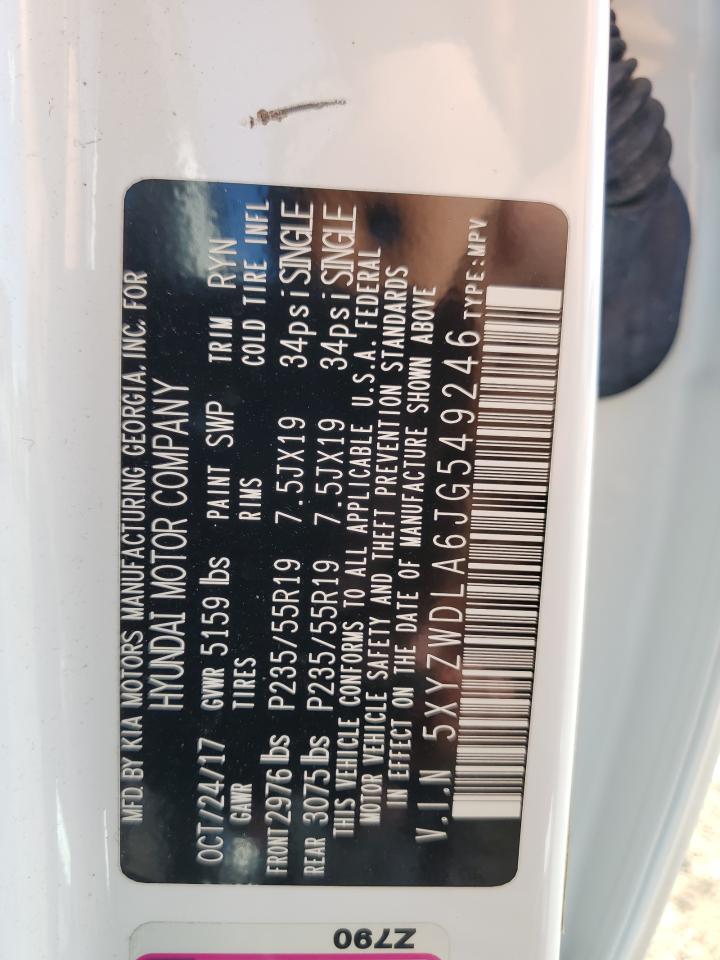 MFD. BY KIA MOTORS MANUFACTURING GEORGIA, INC. FOR
HYUNDAI MOTOR COMPANY
OCT/24/17 GVWR 5159 lbs PAINT SWP TRIM RYN
GAWR TIRES RIMS COLD TIRE INFL
FRONT 2976 lbs P235/55R19 7.5JX19 34psi SINGLE
REAR 3075 lbs P235/55R19 7.5JX19 34psi SINGLE
THIS VEHICLE CONFORMS TO ALL APPLICABLE U.S.A. FEDERAL
MOTOR VEHICLE SAFETY AND THEFT PREVENTION STANDARDS
IN EFFECT ON THE DATE OF MANUFACTURE SHOWN ABOVE
V.I.N 5XYZWDLA6JG549246 TYPE:MPV
Z790